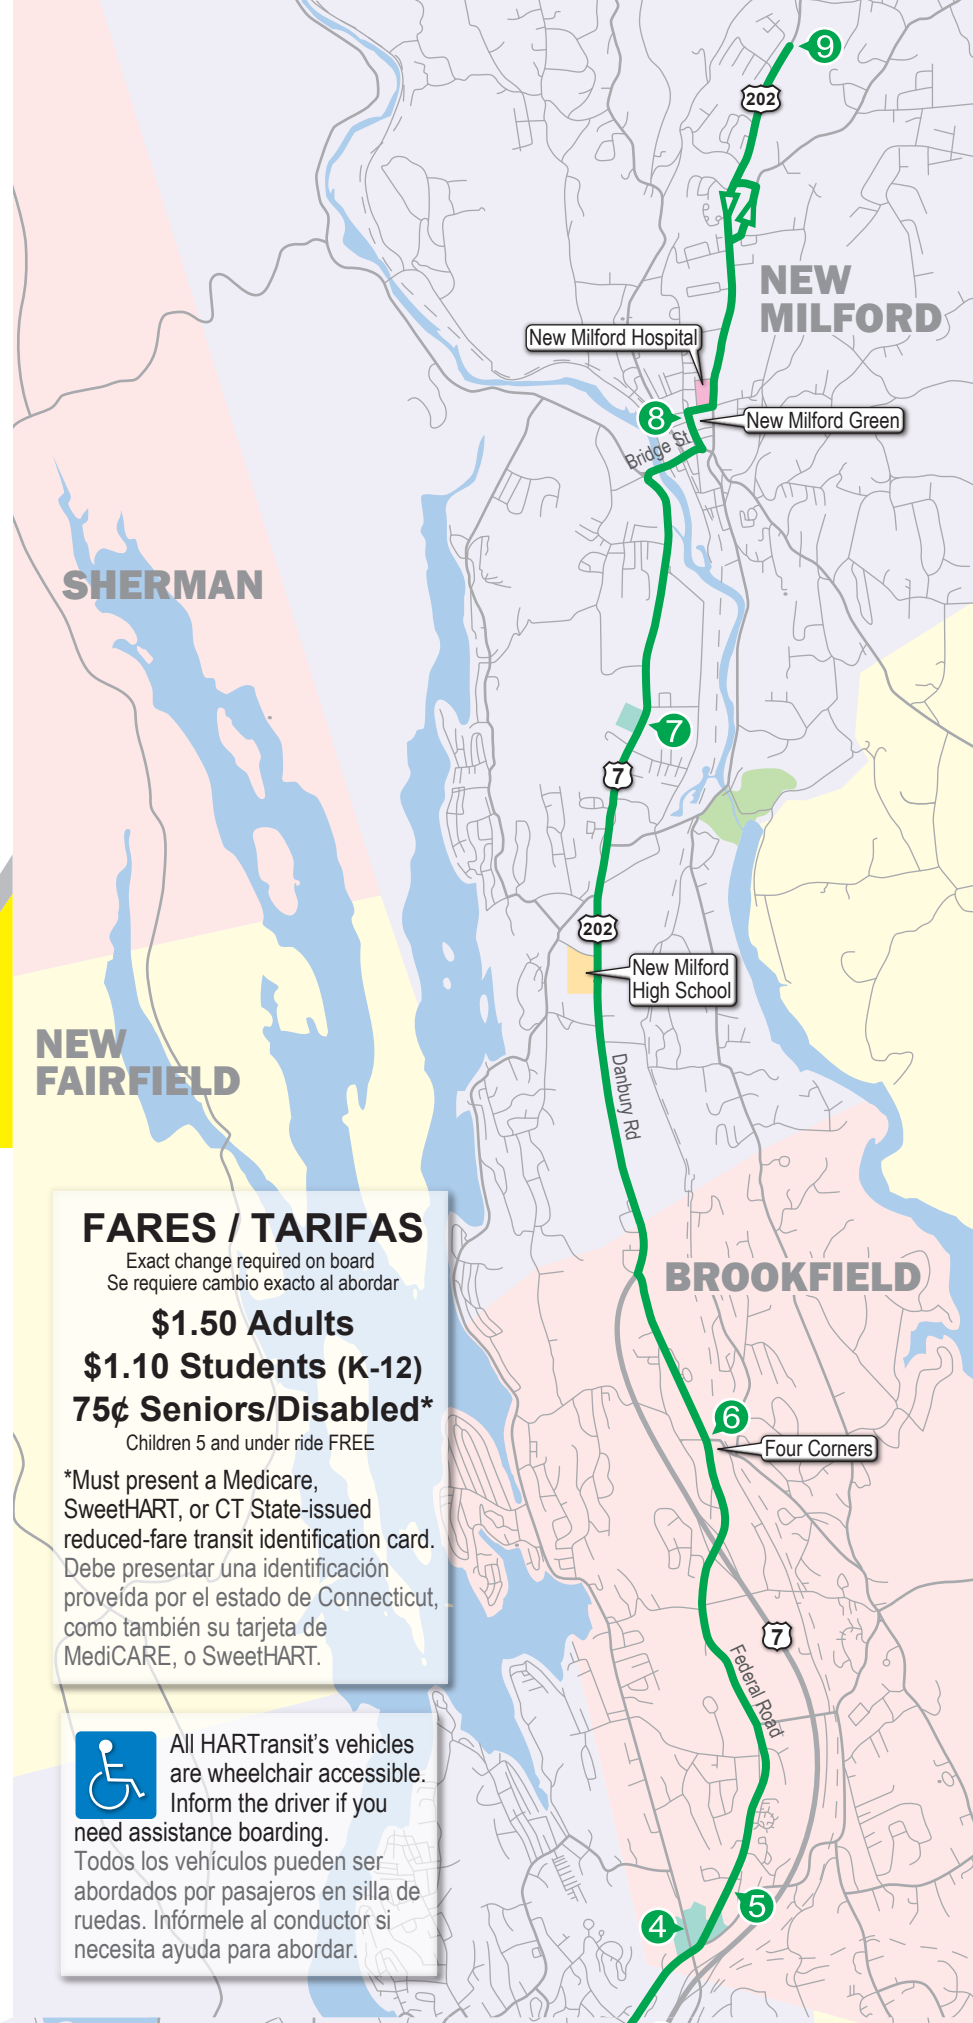 9
202
NEW
MILFORD
New Milford Hospital
8
New Milford Green
Bridge St
SHERMAN
7
7
202
New Milford
High School
NEW
FAIRFIELD
Danbury Rd
BROOKFIELD
6
Four Corners
7
Federal Road
5
4
FARES / TARIFAS
Exact change required on board
Se requiere cambio exacto al abordar
$1.50 Adults
$1.10 Students (K-12)
75¢ Seniors/Disabled*
Children 5 and under ride FREE
*Must present a Medicare,
SweetHART, or CT State-issued
reduced-fare transit identification card.
Debe presentar una identificación
proveída por el estado de Connecticut,
como también su tarjeta de
MediCARE, o SweetHART.
All HARTransit's vehicles
are wheelchair accessible.
Inform the driver if you
need assistance boarding.
Todos los vehículos pueden ser
abordados por pasajeros en silla de
ruedas. Infórmele al conductor si
necesita ayuda para abordar.